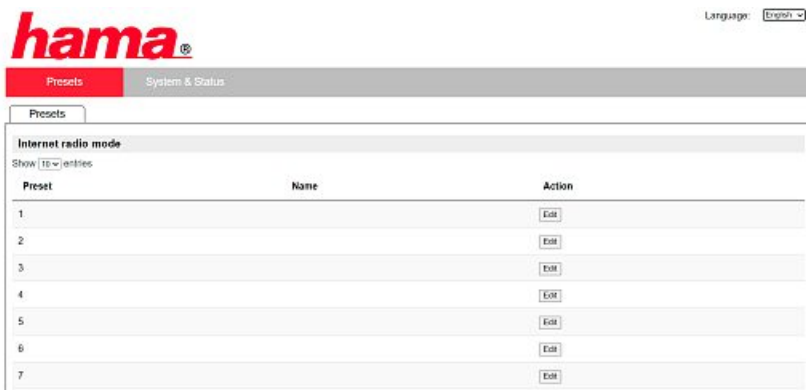 Language: English
hama®
Presets System & Status
Presets
Internet radio mode
Show 10 entries
Preset Name Action
1 Edit
2 Edit
3 Edit
4 Edit
5 Edit
6 Edit
7 Edit